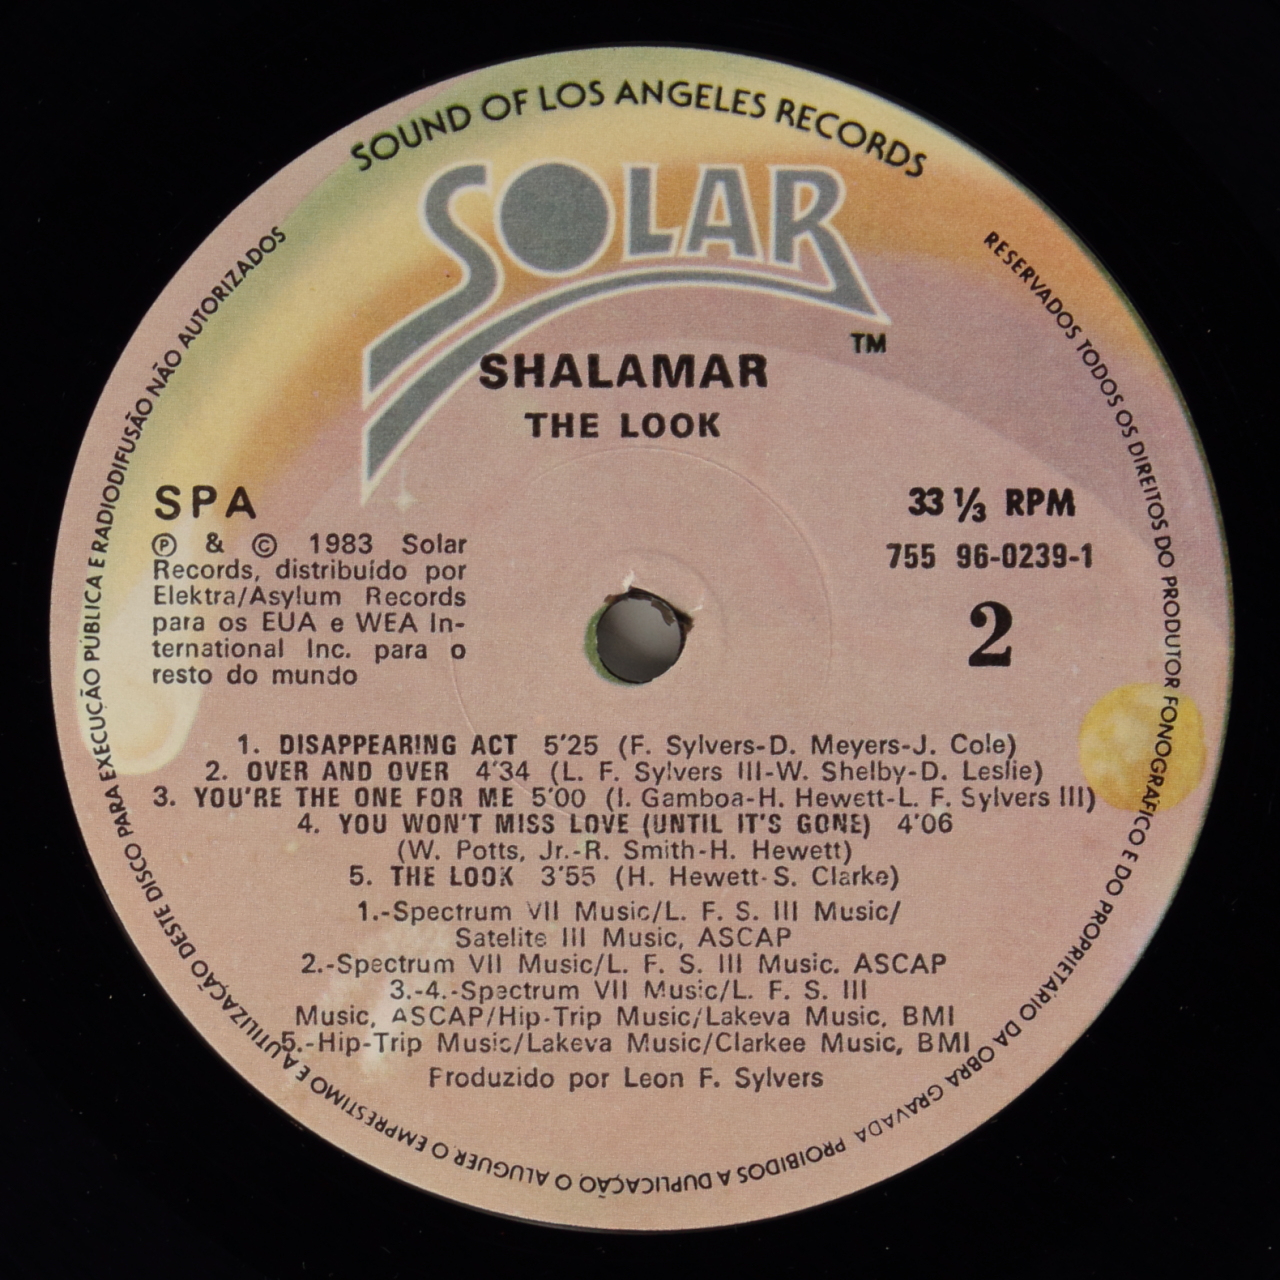 SOUND OF LOS ANGELES RECORDS
SOLAR
TM
SHALAMAR
THE LOOK
SPA
Ⓟ & © 1983 Solar
Records, distribuído por
Elektra/Asylum Records
para os EUA e WEA In-
ternational Inc. para o
resto do mundo
33 1/3 RPM
755 96-0239-1
2
1. DISAPPEARING ACT 5'25 (F. Sylvers-D. Meyers-J. Cole)
2. OVER AND OVER 4'34 (L. F. Sylvers III-W. Shelby-D. Leslie)
3. YOU'RE THE ONE FOR ME 5'00 (I. Gamboa-H. Hewett-L. F. Sylvers III)
4. YOU WON'T MISS LOVE (UNTIL IT'S GONE) 4'06
(W. Potts, Jr.-R. Smith-H. Hewett)
5. THE LOOK 3'55 (H. Hewett-S. Clarke)
1.-Spectrum VII Music/L. F. S. III Music/
Satelite III Music, ASCAP
2.-Spectrum VII Music/L. F. S. III Music. ASCAP
3.-4.-Spectrum VII Music/L. F. S. III
Music, ASCAP/Hip-Trip Music/Lakeva Music, BMI
5.-Hip-Trip Music/Lakeva Music/Clarkee Music, BMI
Produzido por Leon F. Sylvers
RESERVADOS TODOS OS DIREITOS DO PRODUTOR FONOGRAFICO E DO PROPRIETARIO DA OBRA GRAVADA PROIBIDOS A DUPLICAÇÃO O ALUGUER O EMPRESTIMO E A UTILIZAÇÃO DESTE DISCO PARA EXECUÇÃO PÚBLICA E RADIODIFUSÃO NÃO AUTORIZADOS